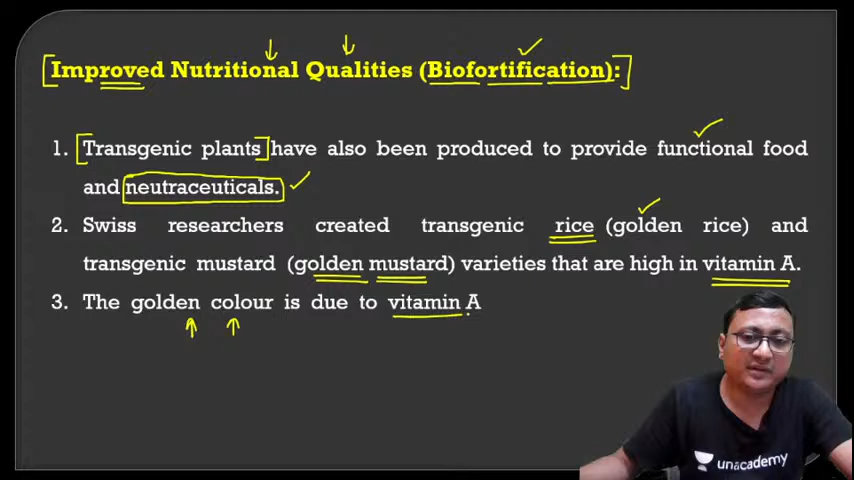 Improved Nutritional Qualities (Biofortification):
1. Transgenic plants have also been produced to provide functional food
and neutraceuticals.
2. Swiss researchers created transgenic rice (golden rice) and
transgenic mustard (golden mustard) varieties that are high in vitamin A.
3. The golden colour is due to vitamin A
unacademy